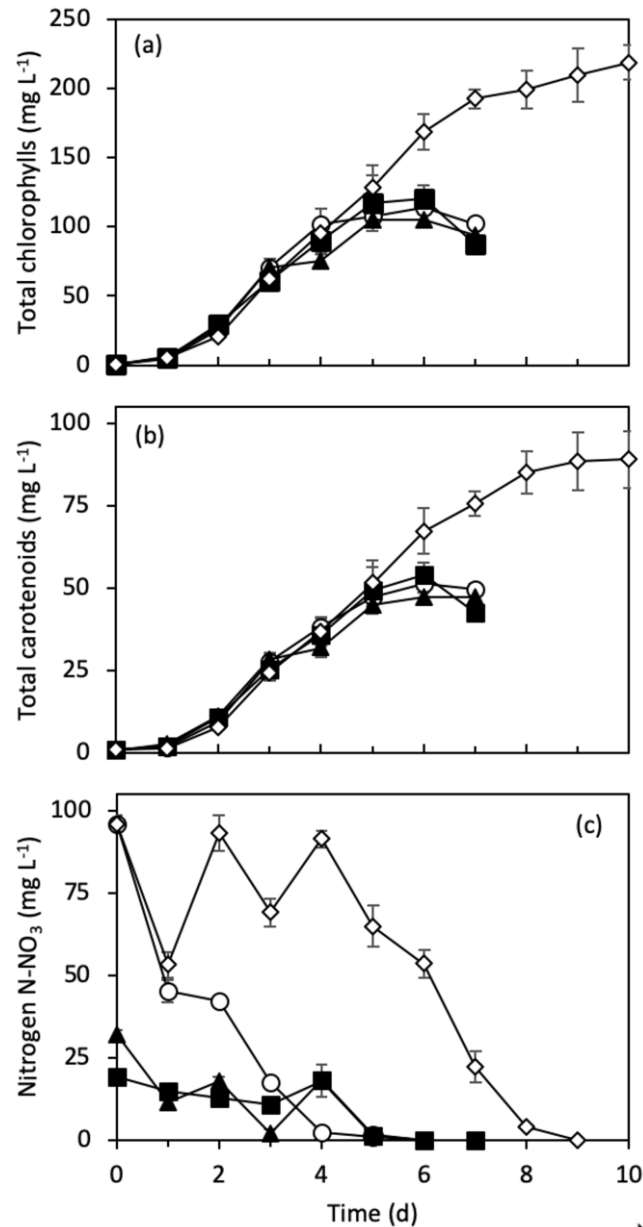 (a)
Total chlorophylls (mg L-1)
250
200
150
100
50
0
(b)
Total carotenoids (mg L-1)
100
75
50
25
0
(c)
Nitrogen N-NO3 (mg L-1)
100
75
50
25
0
0 2 4 6 8 10
Time (d)